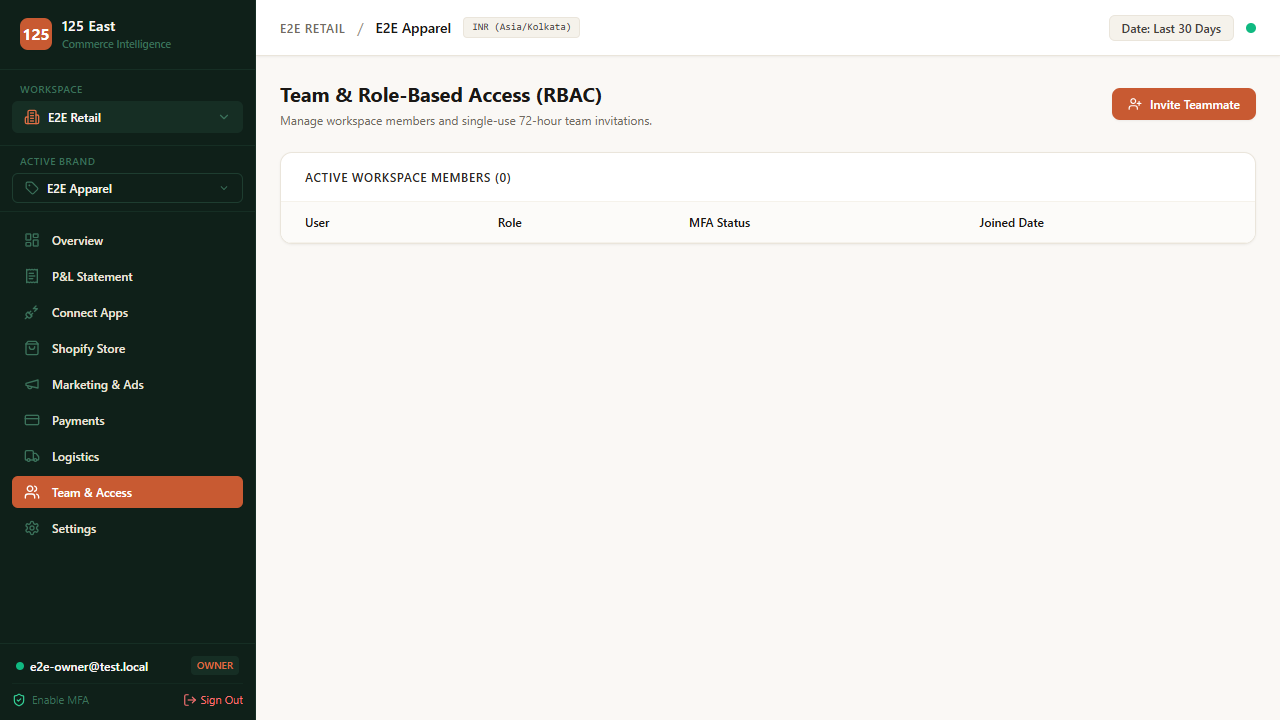 125
125 East
Commerce Intelligence
WORKSPACE
E2E Retail
ACTIVE BRAND
E2E Apparel
Overview
P&L Statement
Connect Apps
Shopify Store
Marketing & Ads
Payments
Logistics
Team & Access
Settings
e2e-owner@test.local OWNER
Enable MFA Sign Out
E2E RETAIL / E2E Apparel INR (Asia/Kolkata) Date: Last 30 Days
Team & Role-Based Access (RBAC)
Manage workspace members and single-use 72-hour team invitations.
Invite Teammate
ACTIVE WORKSPACE MEMBERS (0)
User Role MFA Status Joined Date